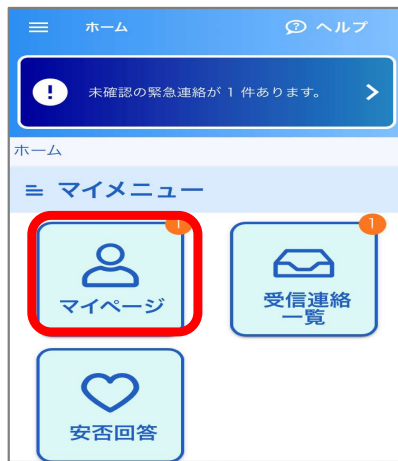 ホーム ヘルプ
未確認の緊急連絡が 1 件あります。
ホーム
マイメニュー
1 1
マイページ 受信連絡
一覧
安否回答